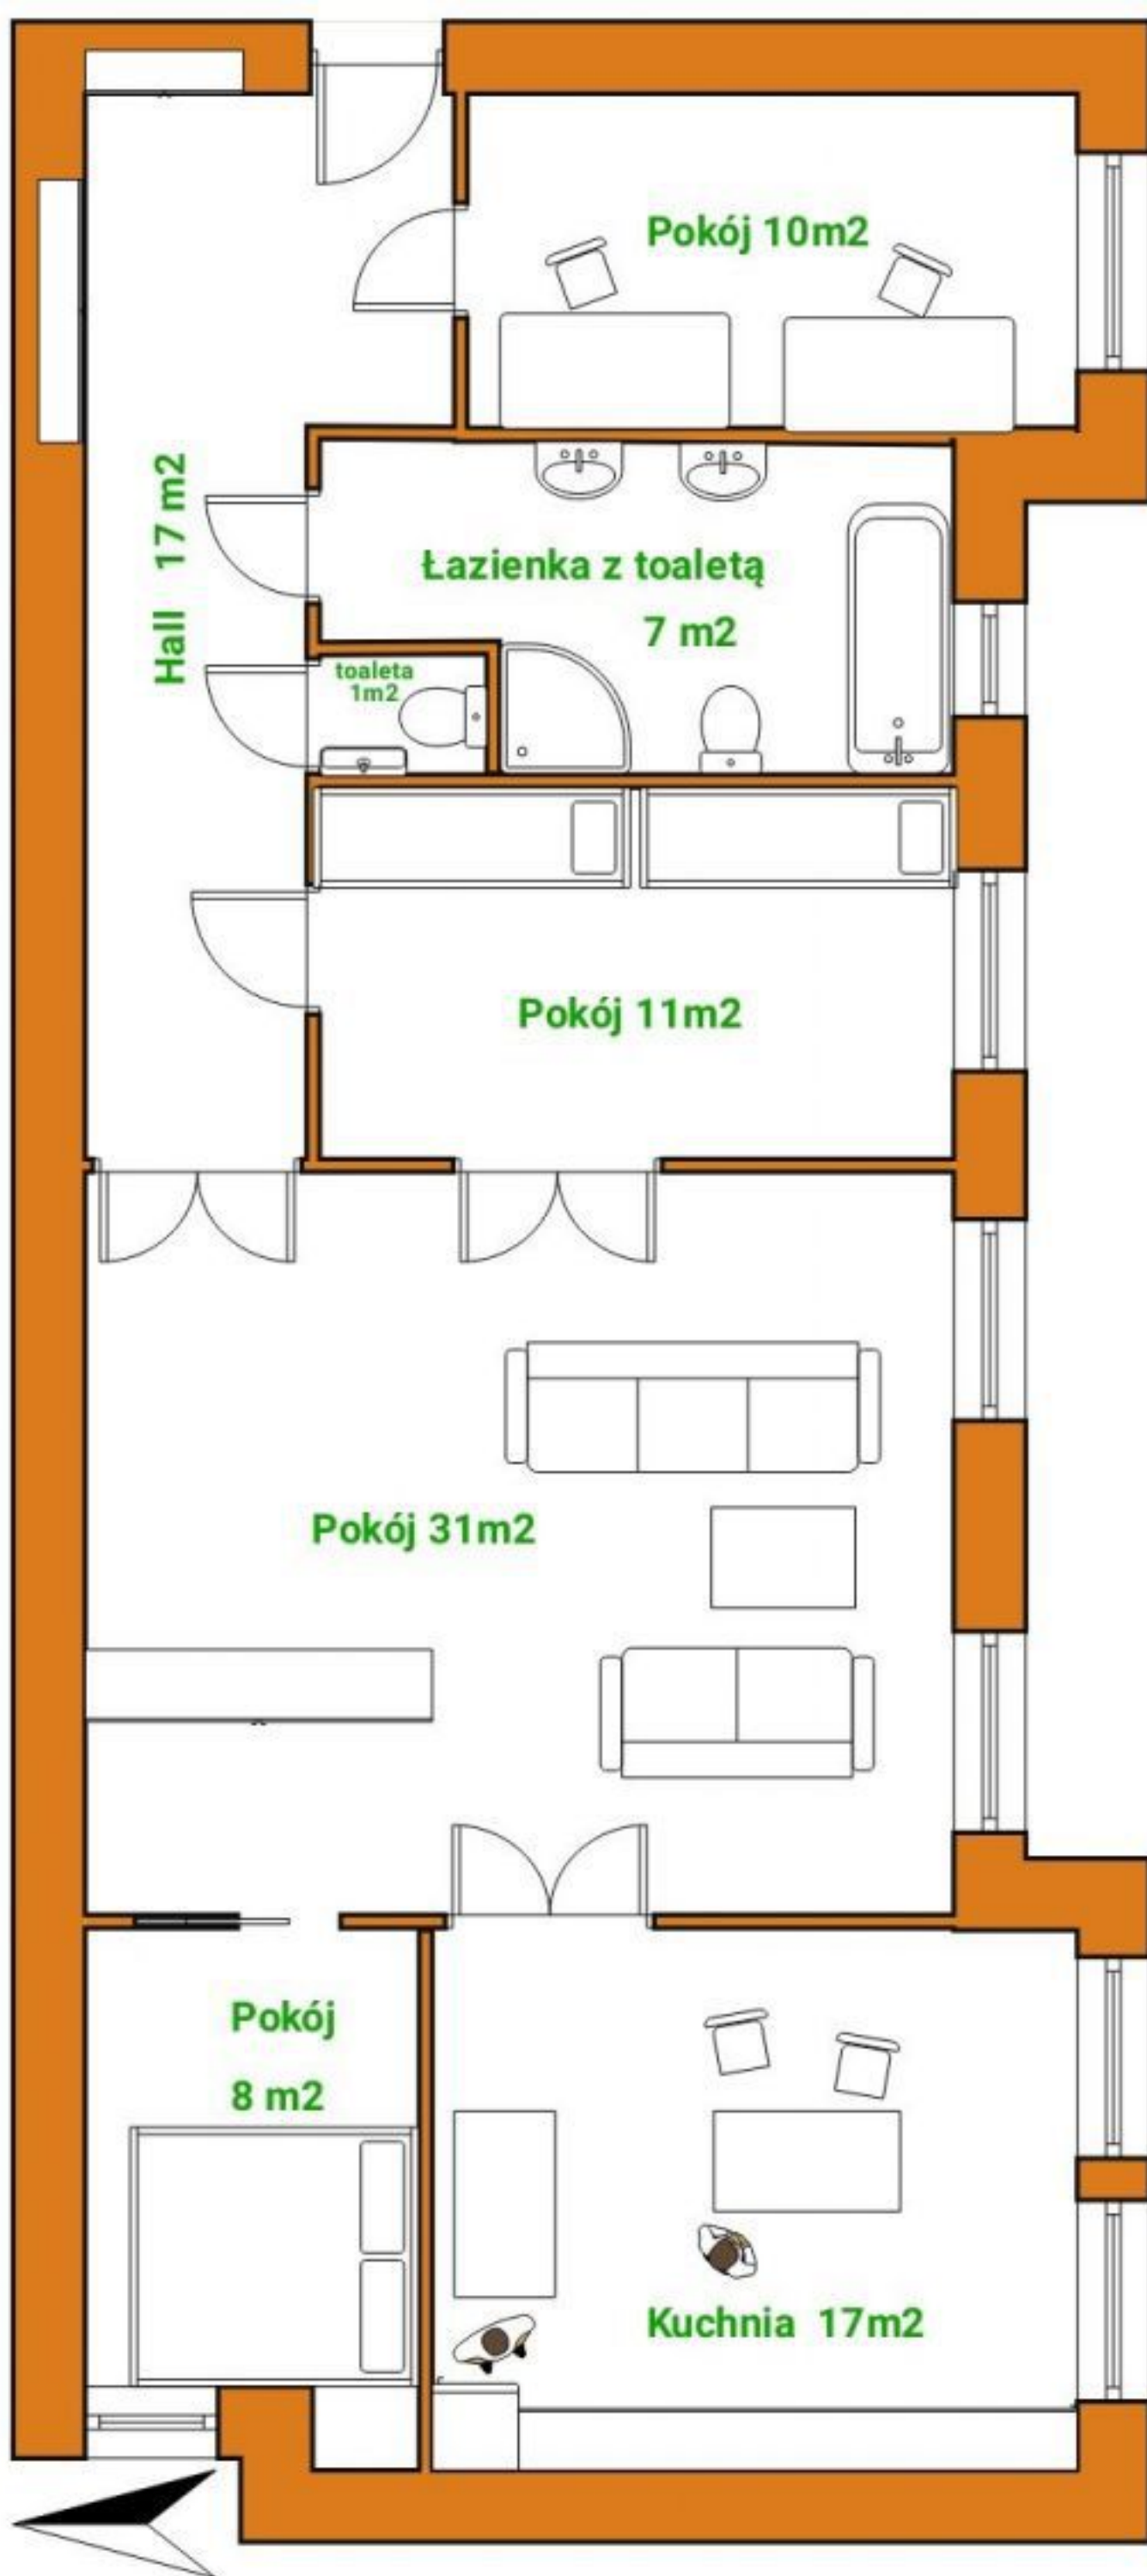 Pokój 10m2
Hall 17 m2
Łazienka z toaletą
7 m2
toaleta
1m2
Pokój 11m2
Pokój 31m2
Pokój
8 m2
Kuchnia 17m2